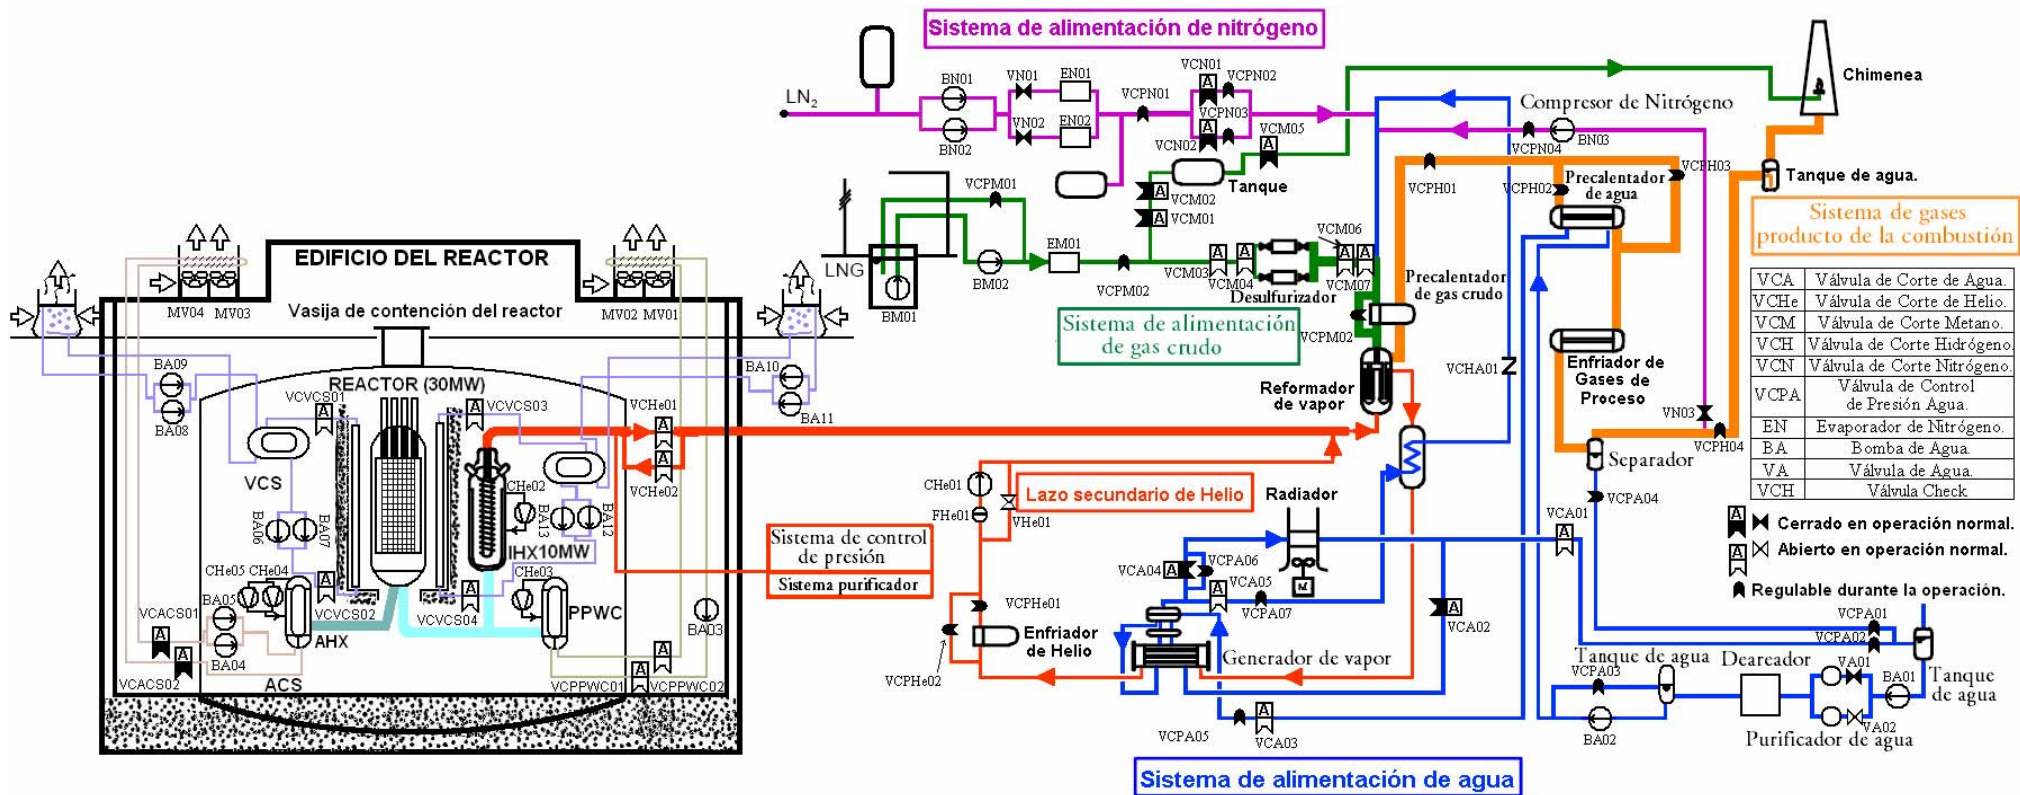 Sistema de alimentación de nitrógeno
LN2
BN01
BN02
VN01
VN02
EN01
EN02
VCPN01
VCN01
VCPN02
VCPN03
VCN02
VCM05
Compresor de Nitrógeno
BN03
VCPN04
Chimenea
Tanque de agua.
Sistema de gases
producto de la combustión
VCPH01
VCPH02
VCPH03
Precalentador
de agua
Tanque
VCM02
VCM01
VCPM01
LNG
BM01
BM02
EM01
VCPM02
VCM03
VCM04
Desulfurizador
VCM06
VCM07
Precalentador
de gas crudo
VCPM02
Sistema de alimentación
de gas crudo
Reformador
de vapor
VCHA01
Enfriador de
Gases de
Proceso
VN03
VCPH04
Separador
VCPA04
VCA Válvula de Corte de Agua.
VCHe Válvula de Corte de Helio.
VCM Válvula de Corte Metano.
VCH Válvula de Corte Hidrógeno.
VCN Válvula de Corte Nitrógeno.
VCPA Válvula de Control
de Presión Agua.
EN Evaporador de Nitrógeno.
BA Bomba de Agua.
VA Válvula de Agua.
VCH Válvula Check
A Cerrado en operación normal.
A Abierto en operación normal.
Regulable durante la operación.
EDIFICIO DEL REACTOR
Vasija de contención del reactor
MV04
MV03
MV02
MV01
BA09
BA08
BA10
BA11
REACTOR (30MW)
VCVCS01
VCVCS03
VCHe01
VCHe02
VCS
BA06
BA07
CHe02
BA13
BA12
IHX10MW
CHe05
CHe04
CHe03
BA05
BA04
VCACS01
VCACS02
AHX
ACS
VCVCS02
VCVCS04
PPWC
BA03
VCPPWC01
VCPPWC02
Sistema de control
de presión
Sistema purificador
CHe01
FHe01
VHe01
Lazo secundario de Helio
Radiador
VCPHe01
VCPHe02
Enfriador
de Helio
VCA04
VCPA06
VCA05
VCPA07
VCA02
VCA01
Generador de vapor
VCPA05
VCA03
VCPA01
VCPA02
Tanque de agua
VCPA03
BA02
Deareador
VA01
VA02
BA01
Purificador de agua
Tanque
de agua
Sistema de alimentación de agua